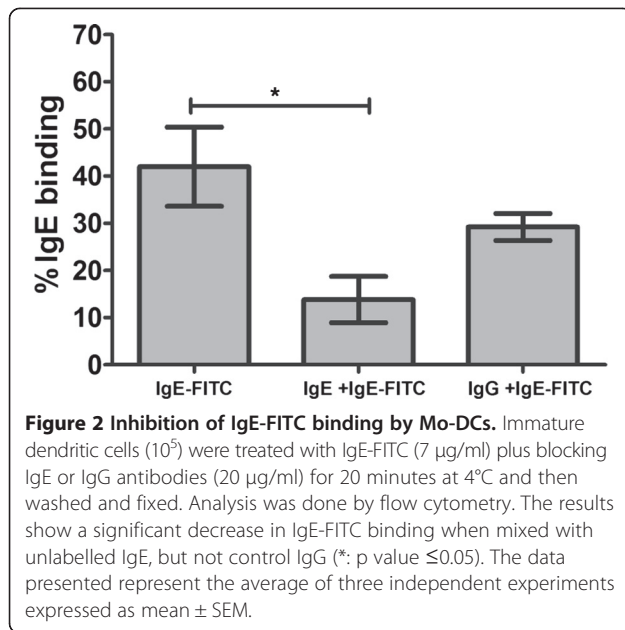 70
60
50
40
30
20
10
0
% IgE binding
*
IgE-FITC
IgE +IgE-FITC
IgG +IgE-FITC
Figure 2 Inhibition of IgE-FITC binding by Mo-DCs. Immature
dendritic cells (10⁵) were treated with IgE-FITC (7 μg/ml) plus blocking
IgE or IgG antibodies (20 μg/ml) for 20 minutes at 4°C and then
washed and fixed. Analysis was done by flow cytometry. The results
show a significant decrease in IgE-FITC binding when mixed with
unlabelled IgE, but not control IgG (*: p value ≤0.05). The data
presented represent the average of three independent experiments
expressed as mean ± SEM.